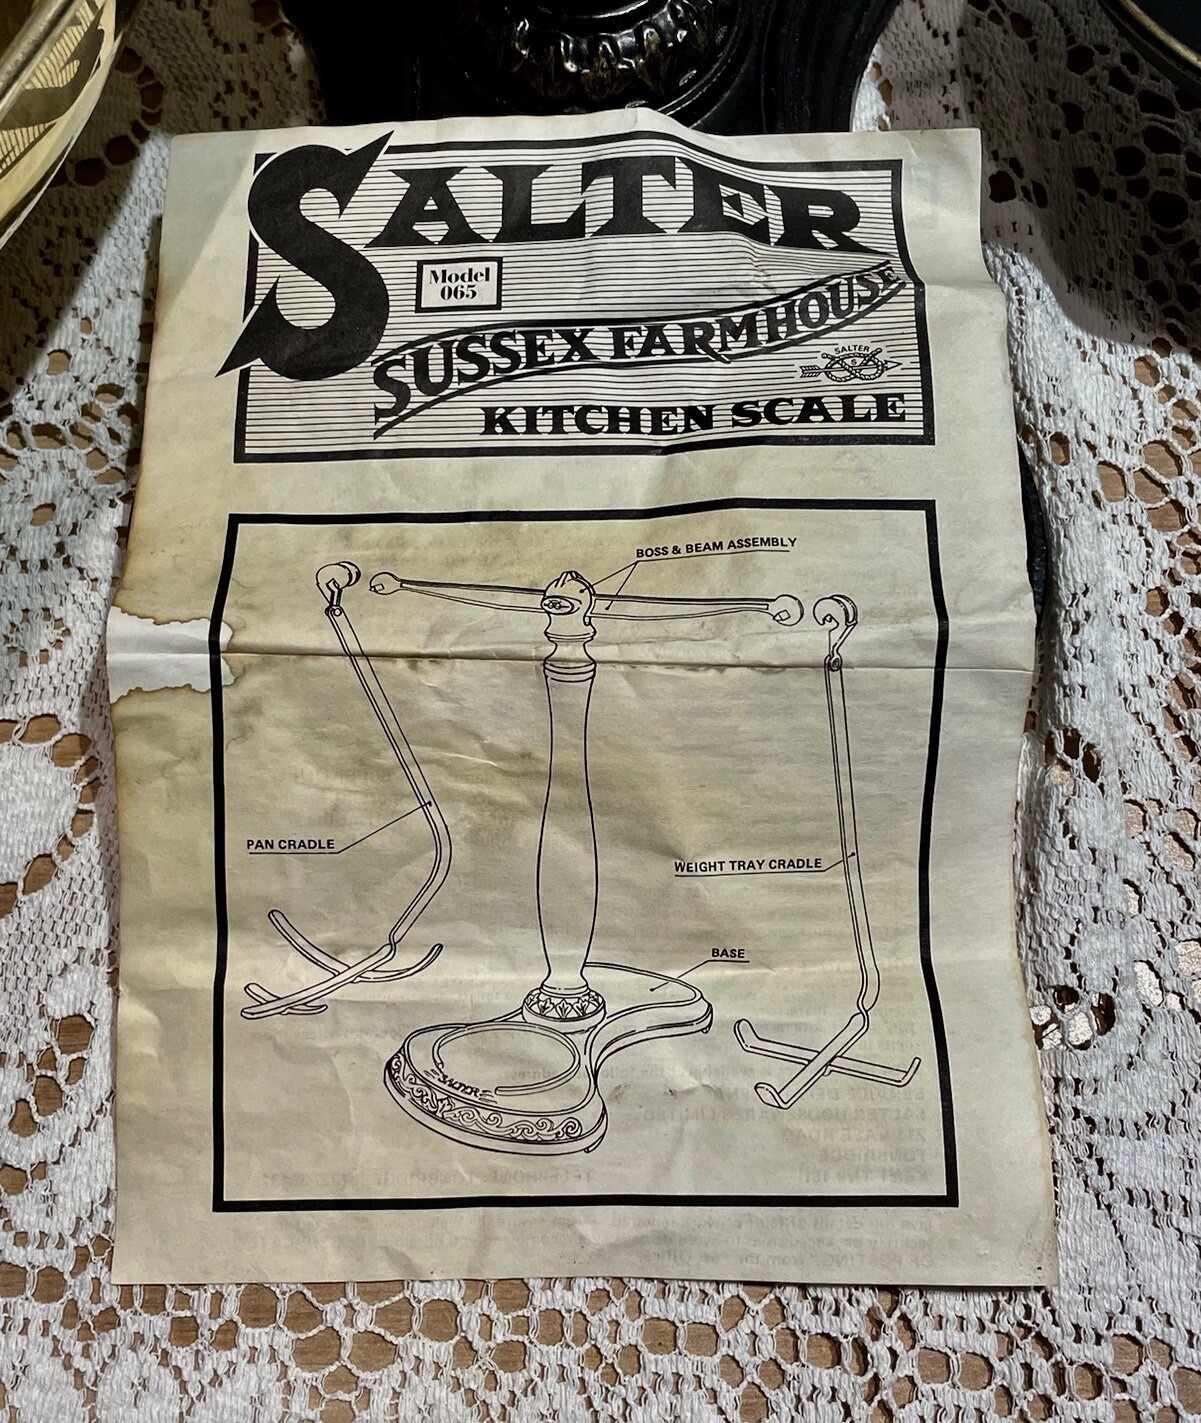 SALTER
Model
065
SUSSEX FARMHOUSE
SALTER
S
KITCHEN SCALE
BOSS & BEAM ASSEMBLY
PAN CRADLE
WEIGHT TRAY CRADLE
BASE
SALTER